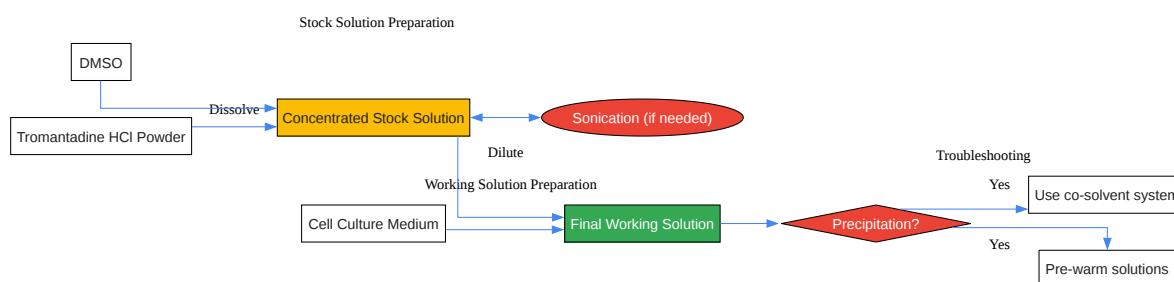 Stock Solution Preparation
DMSO
Dissolve
Tromantadine HCl Powder
Concentrated Stock Solution
Sonication (if needed)
Dilute
Working Solution Preparation
Cell Culture Medium
Final Working Solution
Precipitation?
Troubleshooting
Yes
Use co-solvent system
Yes
Pre-warm solutions